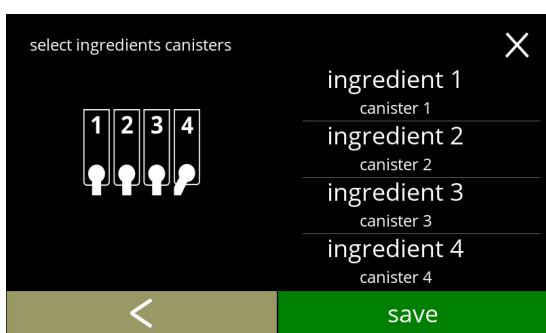 select ingredients canisters
1 2 3 4
ingredient 1
canister 1
ingredient 2
canister 2
ingredient 3
canister 3
ingredient 4
canister 4
save